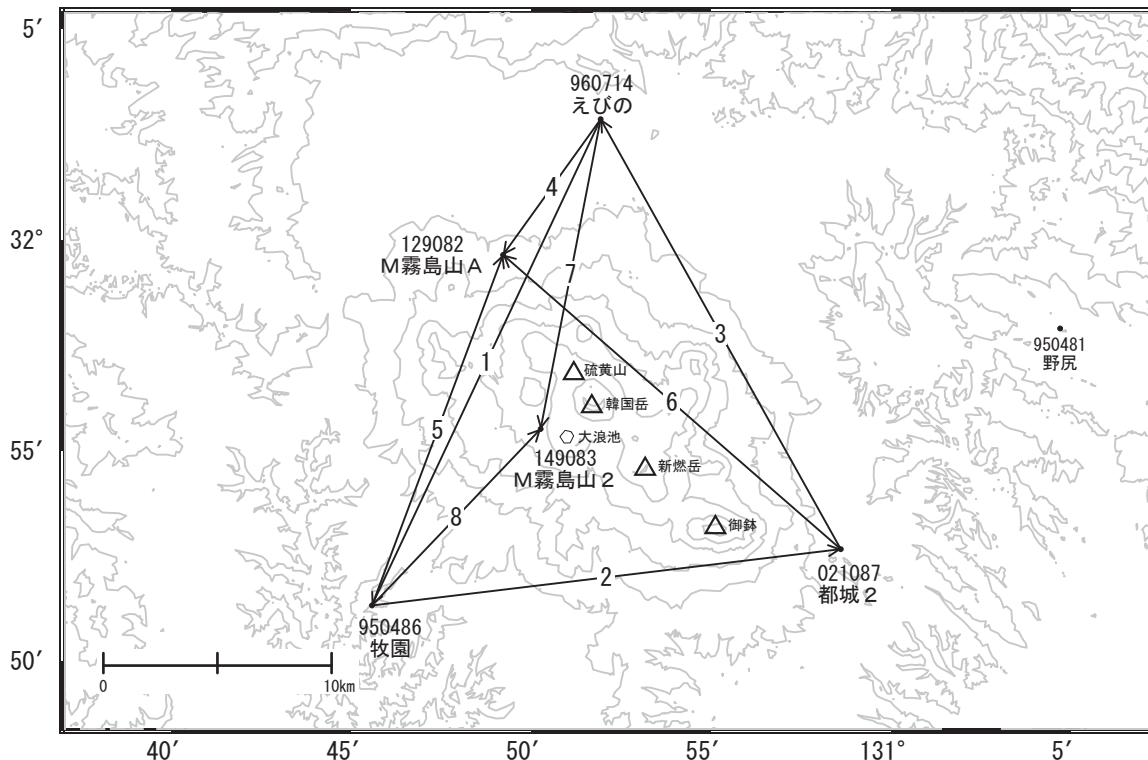 5′
960714
えびの
4
32°
129082
M霧島山A
7
3
950481
野尻
1
硫黄山
韓国岳
6
5
大浪池
55′
149083
M霧島山2
新燃岳
8
御鉢
2
021087
都城2
950486
牧園
50′
0
10km
40′
45′
50′
55′
131°
5′